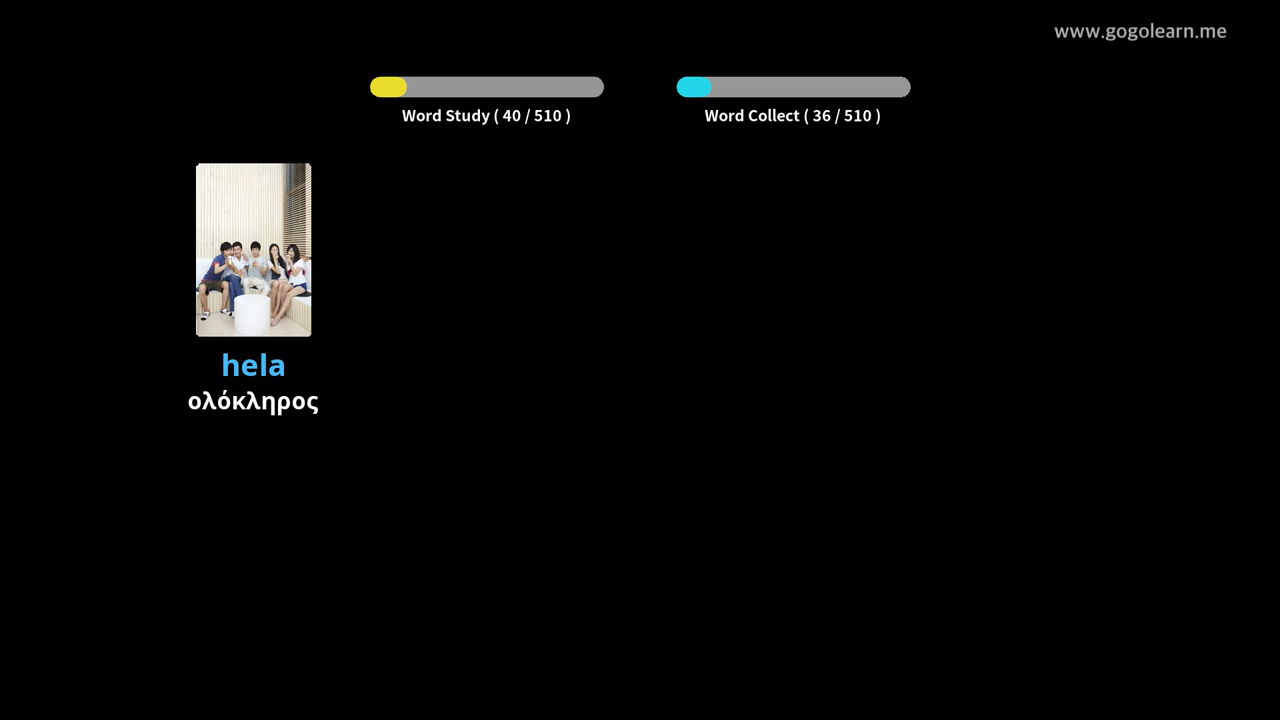 www.gogolearn.me
Word Study ( 40 / 510 )
Word Collect ( 36 / 510 )
hela
ολόκληρος